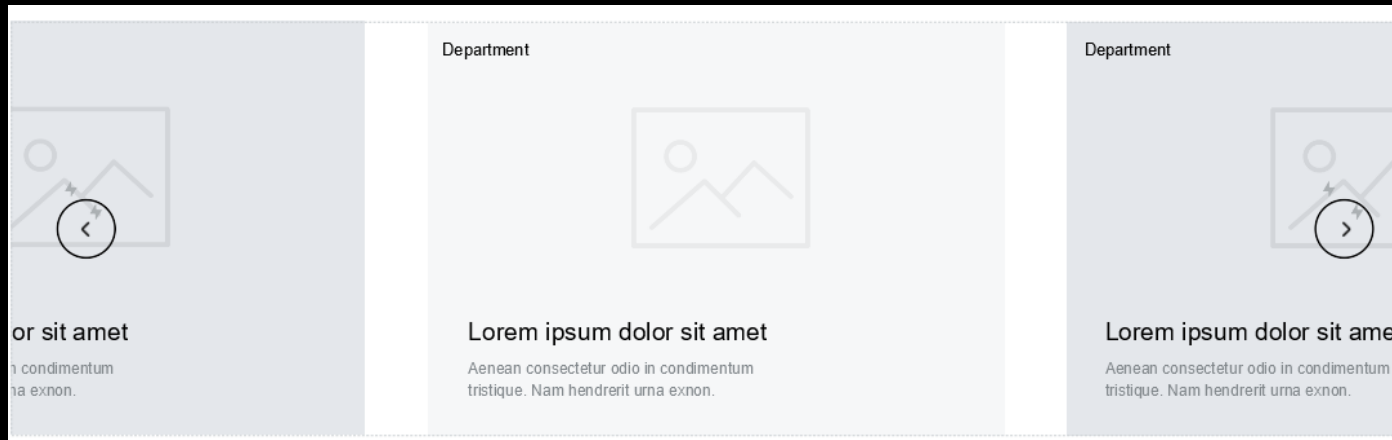 Department
Department
or sit amet
condimentum
na exnon.
Lorem ipsum dolor sit amet
Aenean consectetur odio in condimentum
tristique. Nam hendrerit urna exnon.
Lorem ipsum dolor sit ame
Aenean consectetur odio in condimentum
tristique. Nam hendrerit urna exnon.